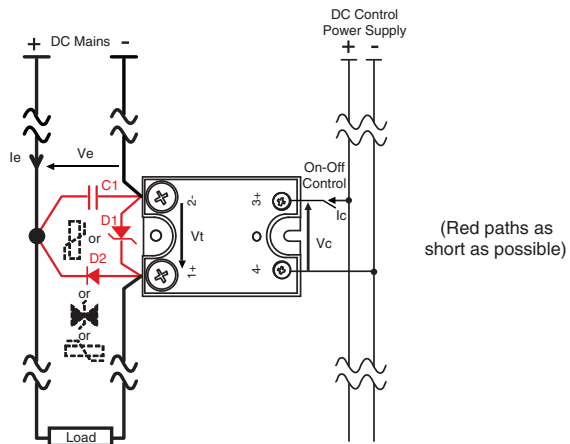 DC Control
Power Supply
+ DC Mains -
+ -
Ie
Ve
C1
On-Off
Control
2-
3+
Ic
D1
or
Vt
Vc
(Red paths as
short as possible)
D2
1+
4-
or
or
Load